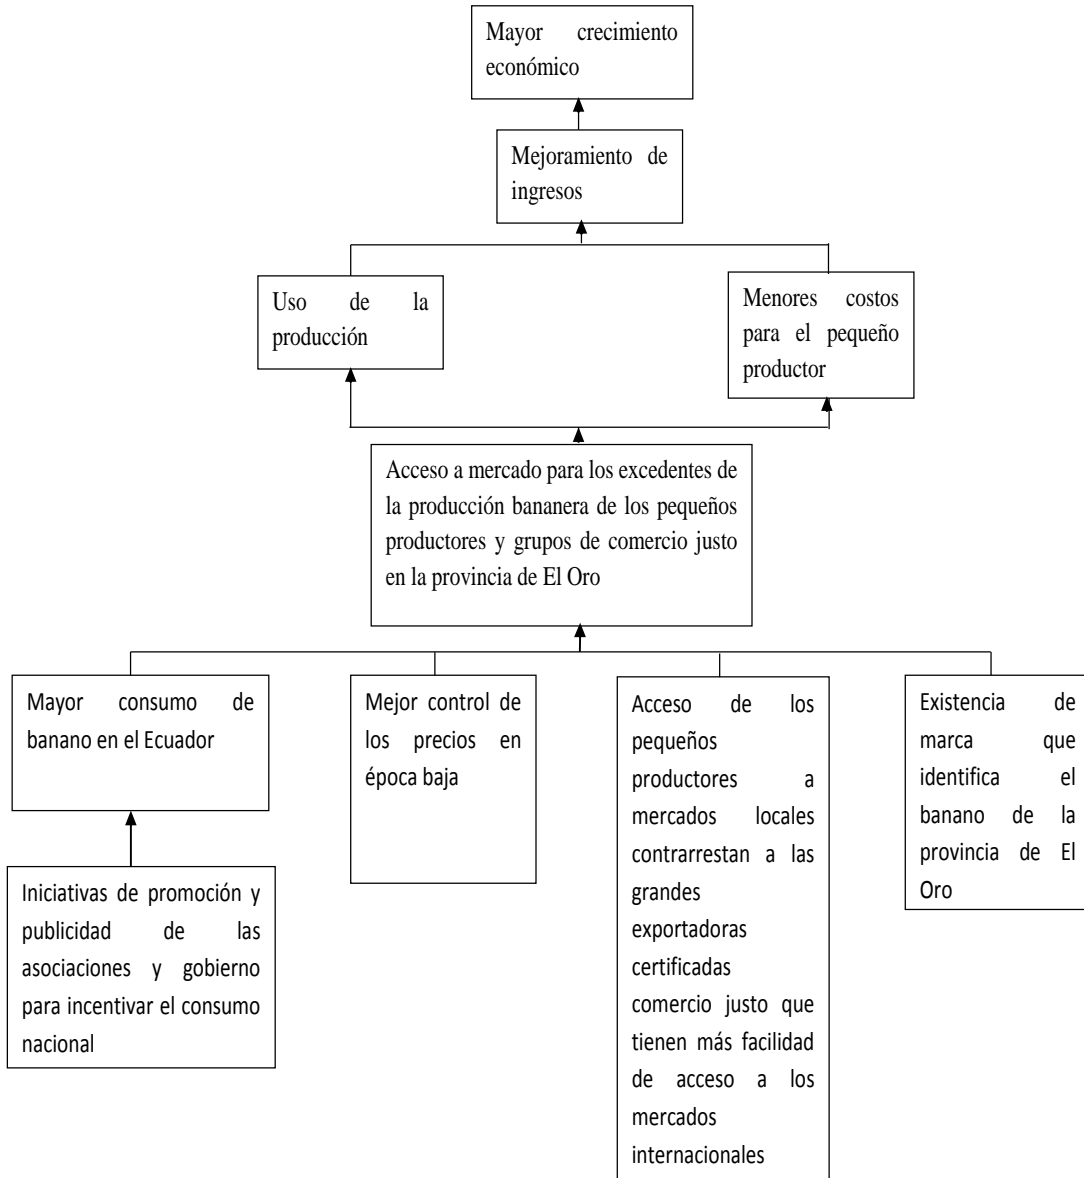 Mayor crecimiento
económico
Mejoramiento de
ingresos
Uso de la
producción
Menores costos
para el pequeño
productor
Acceso a mercado para los excedentes de
la producción bananera de los pequeños
productores y grupos de comercio justo
en la provincia de El Oro
Mayor consumo de
banano en el Ecuador
Mejor control de
los precios en
época baja
Acceso de los
pequeños
productores a
mercados locales
contrarrestan a las
grandes
exportadoras
certificadas
comercio justo que
tienen más facilidad
de acceso a los
mercados
internacionales
Existencia de
marca que
identifica el
banano de la
provincia de El
Oro
Iniciativas de promoción y
publicidad de las
asociaciones y gobierno
para incentivar el consumo
nacional